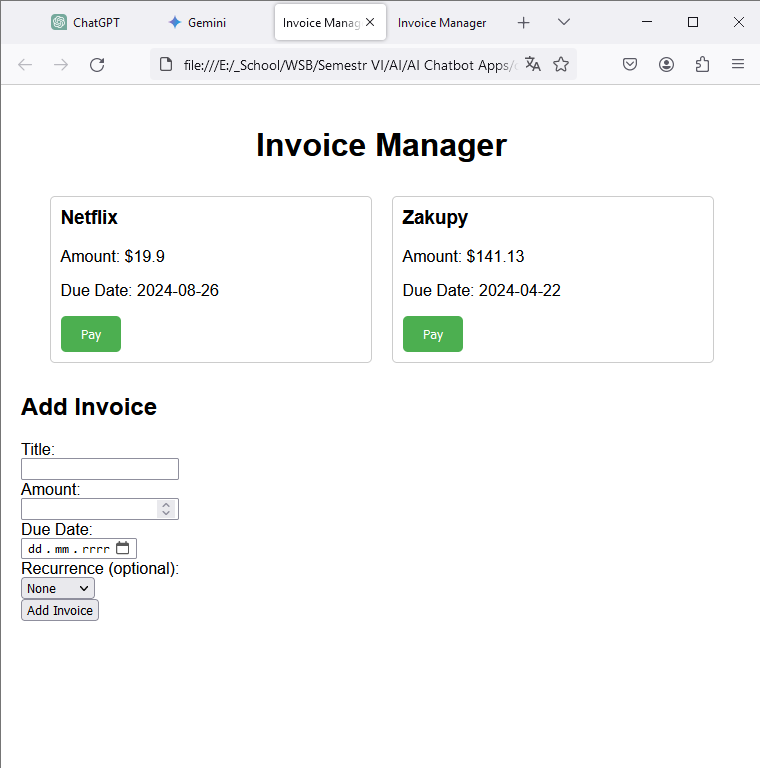 ChatGPT Gemini Invoice Manag Invoice Manager
file:///E:/_School/WSB/Semestr VI/AI/AI Chatbot Apps/
Invoice Manager
Netflix
Amount: $19.9
Due Date: 2024-08-26
Pay
Zakupy
Amount: $141.13
Due Date: 2024-04-22
Pay
Add Invoice
Title:
Amount:
Due Date:
dd.mm.rrrr
Recurrence (optional):
None
Add Invoice